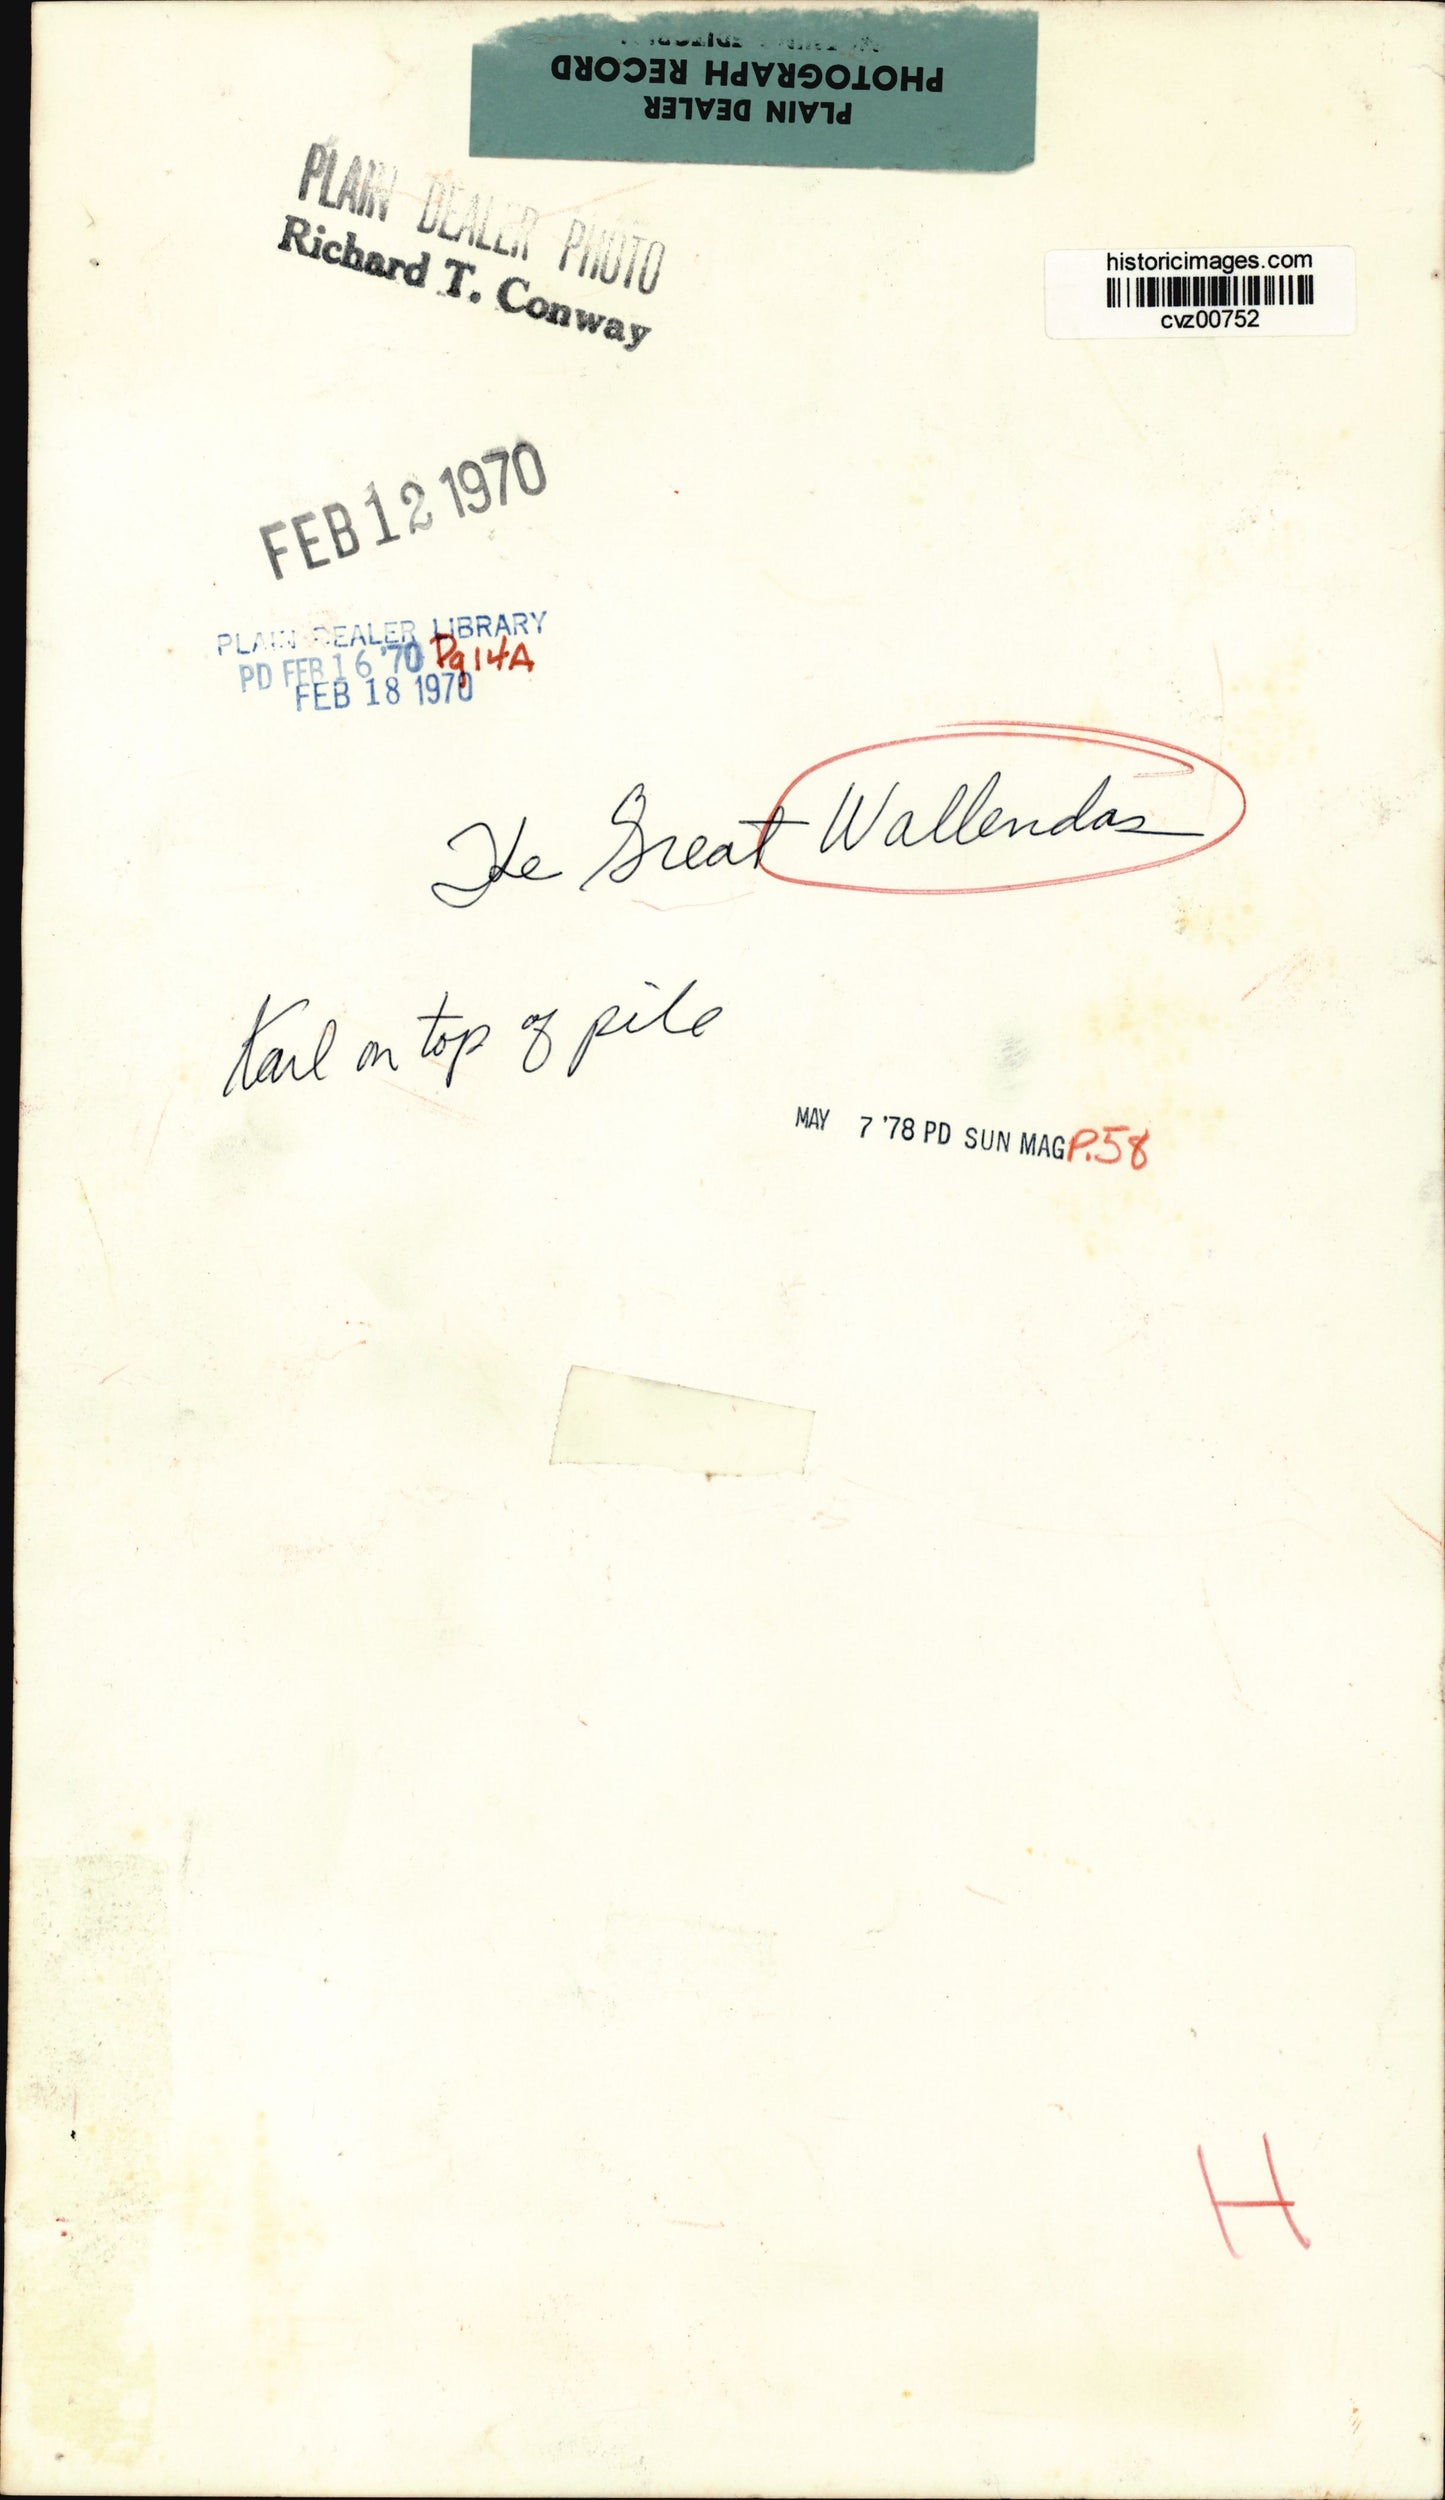 PHOTOGRAPH RECORD
PLAIN DEALER
PLAIN DEALER PHOTO
Richard T. Conway
historicimages.com
cvz00752
FEB 12 1970
PLAIN DEALER LIBRARY
PD FEB 16 '70 Pg 14A
FEB 18 1970
The Great Wallendas
Karl on top of pile
MAY 7 '78 PD SUN MAG P.58
H